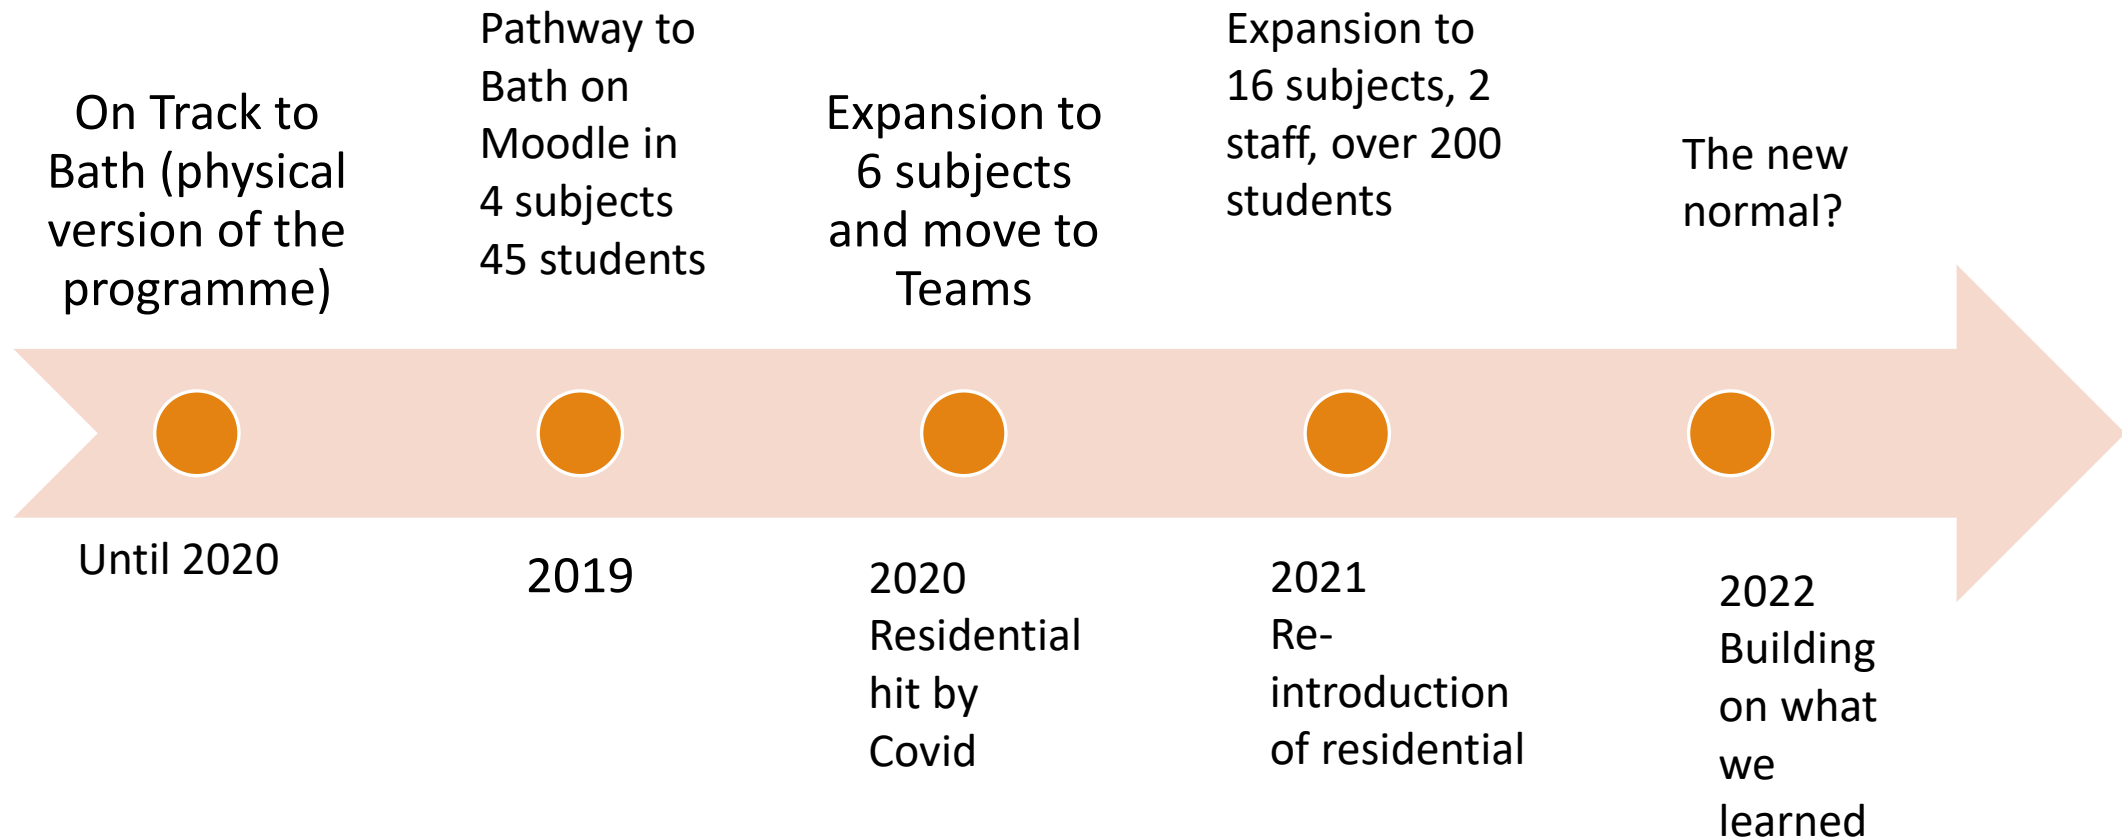 On Track to
Bath (physical
version of the
programme)
Pathway to
Bath on
Moodle in
4 subjects
45 students
Expansion to
6 subjects
and move to
Teams
Expansion to
16 subjects, 2
staff, over 200
students
The new
normal?
Until 2020
2019
2020
Residential
hit by
Covid
2021
Re-
introduction
of residential
2022
Building
on what
we
learned